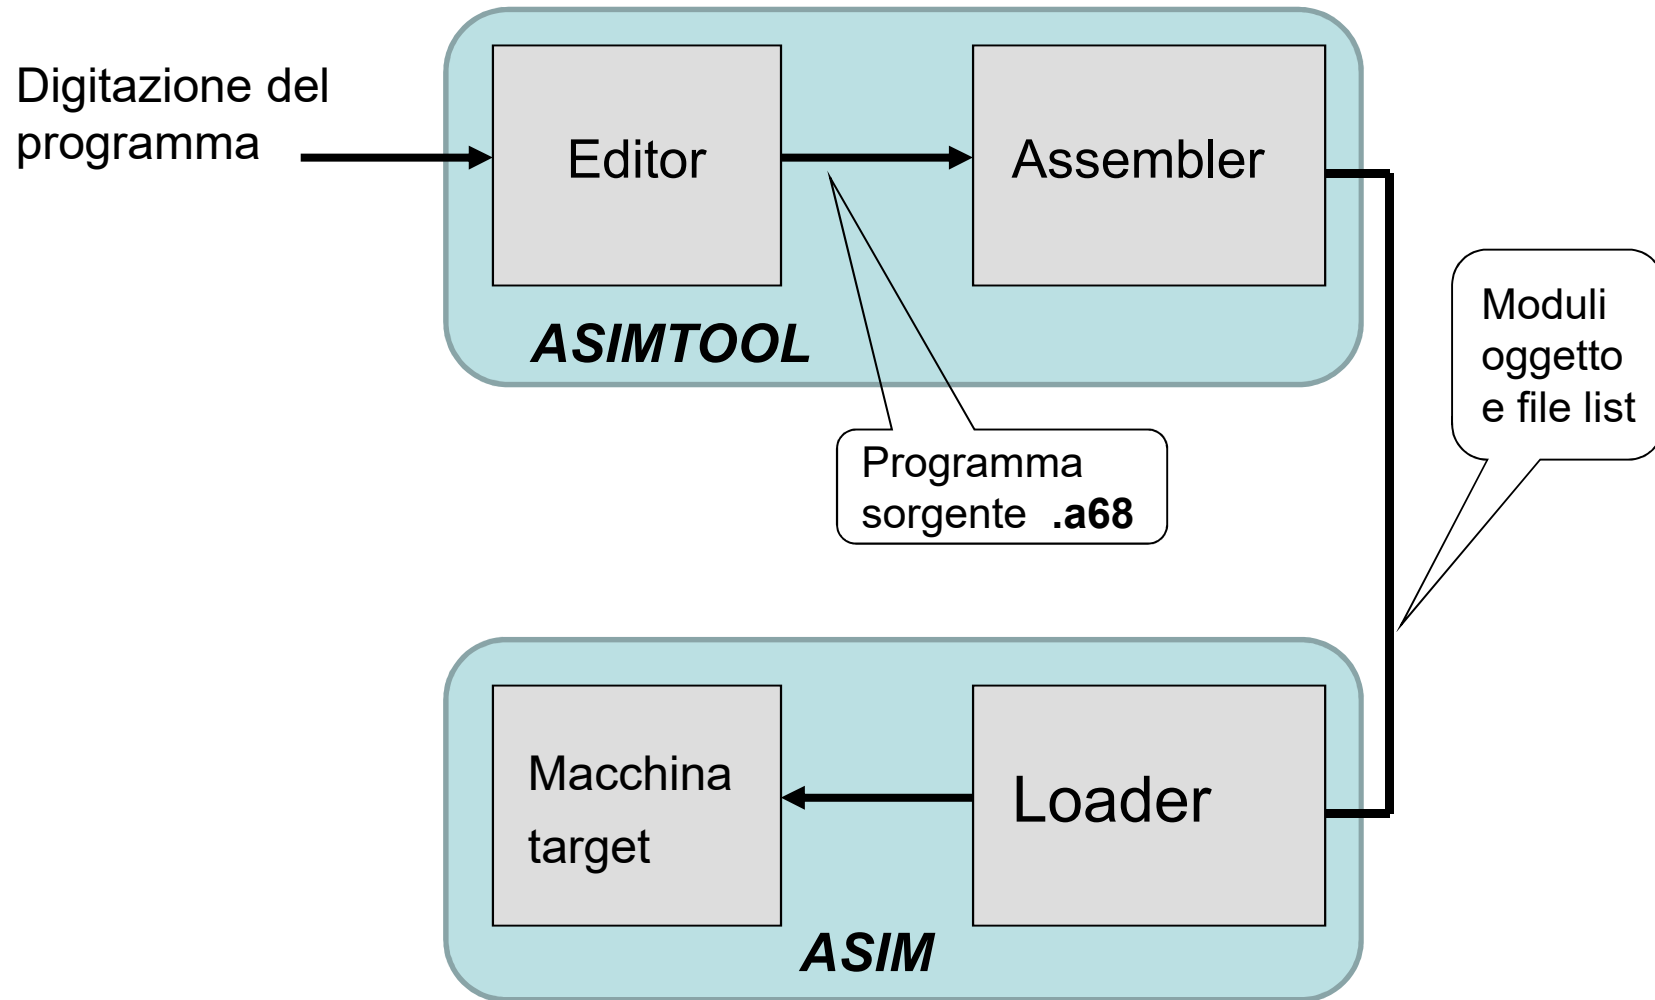 Digitazione del
programma
Editor
Assembler
ASIMTOOL
Programma
sorgente .a68
Moduli
oggetto
e file list
Macchina
target
Loader
ASIM